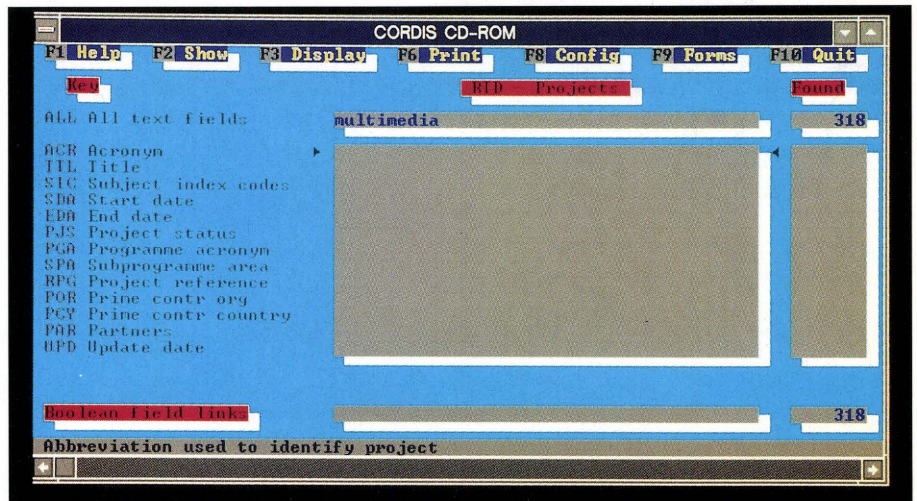 CORDIS CD-ROM
F1 Help F2 Show F3 Display F6 Print F8 Config F9 Forms F10 Quit
Key RTD - Projects Found
ALL All text fields multimedia 318
ACR Acronym
TTL Title
SIC Subject index codes
SDA Start date
EDA End date
PJS Project status
PGA Programme acronym
SPA Subprogramme area
RPG Project reference
POR Prime contr org
PCY Prime contr country
PAR Partners
UPD Update date
Boolean field links 318
Abbreviation used to identify project